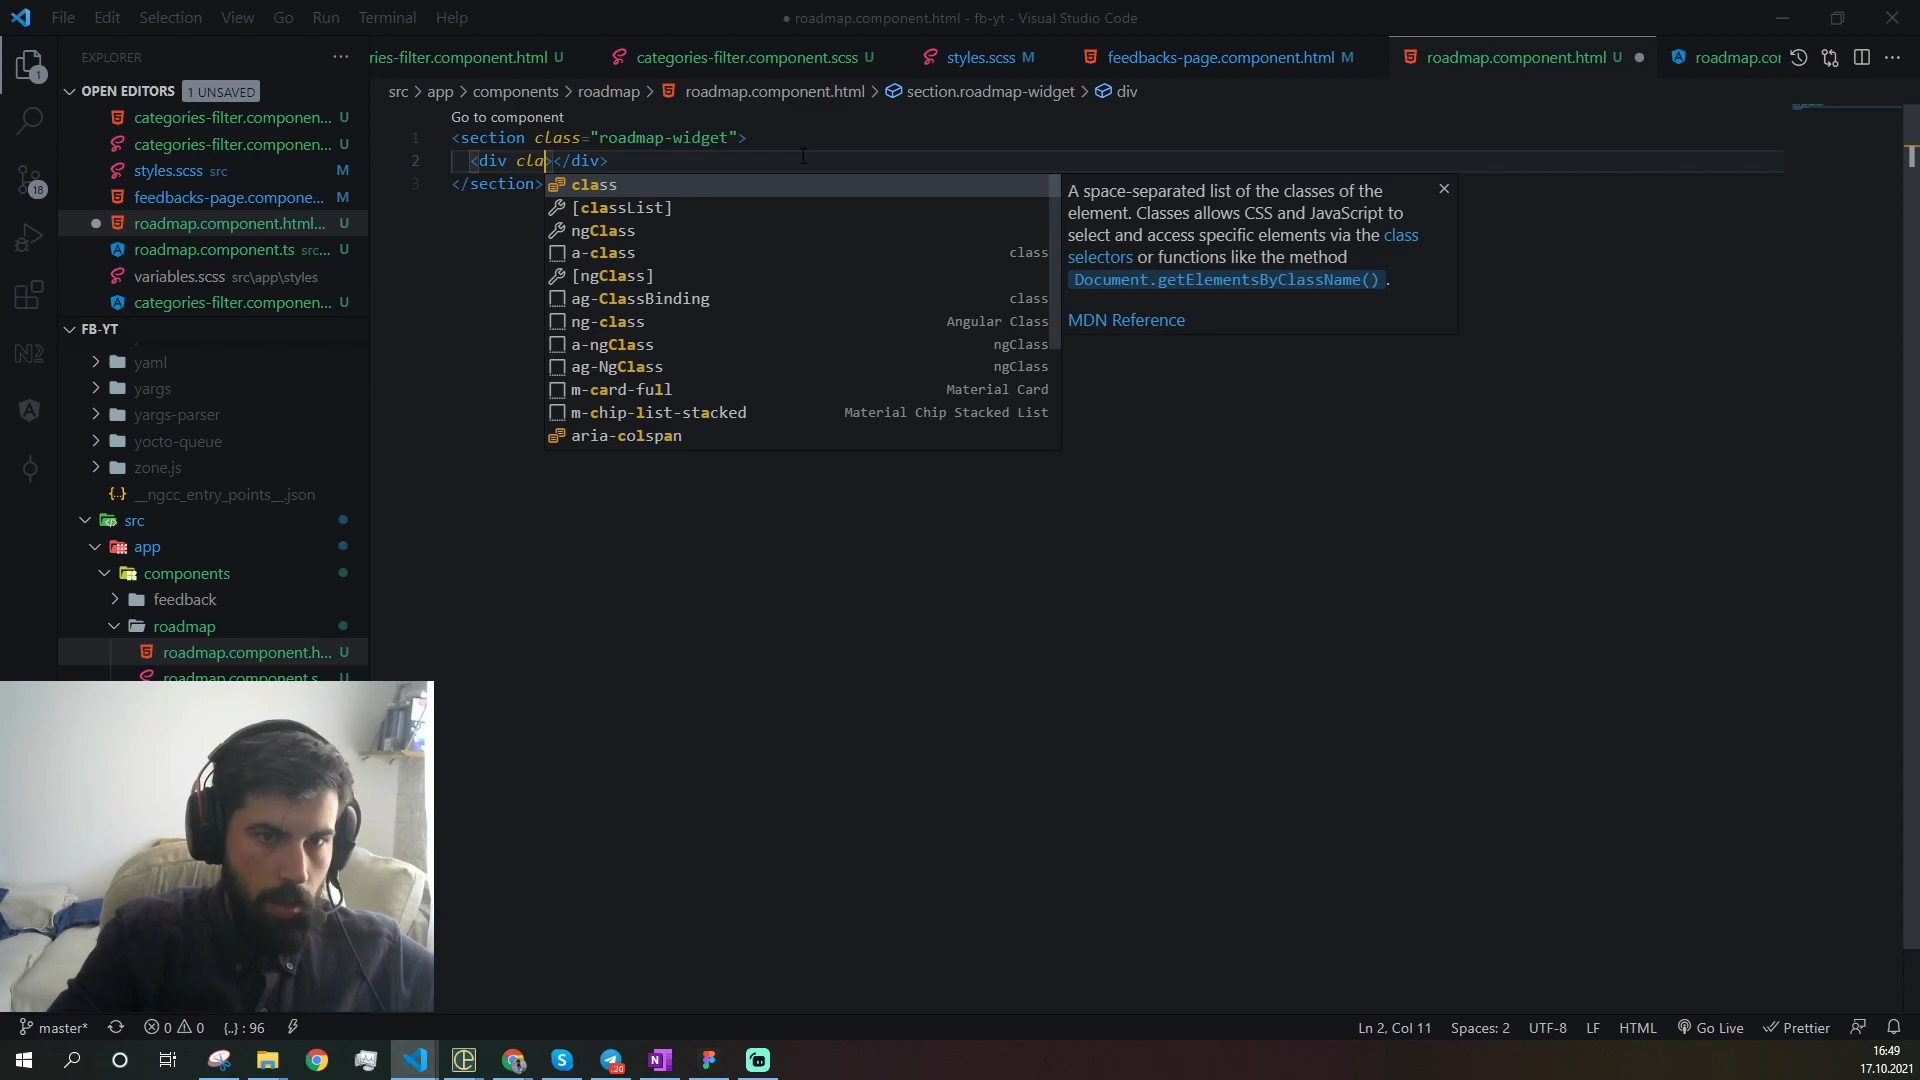 File Edit Selection View Go Run Terminal Help
● roadmap.component.html - fb-yt - Visual Studio Code
EXPLORER ···
ries-filter.component.html U categories-filter.component.scss U styles.scss M feedbacks-page.component.html M roadmap.component.html U ● roadmap.cor
OPEN EDITORS 1 UNSAVED
src > app > components > roadmap > roadmap.component.html > section.roadmap-widget > div
categories-filter.componen... U
categories-filter.componen... U
styles.scss src M
feedbacks-page.compone... M
roadmap.component.html... U
roadmap.component.ts src... U
variables.scss src\app\styles
categories-filter.componen... U
FB-YT
yaml
yargs
yargs-parser
yocto-queue
zone.js
__ngcc_entry_points__.json
src
app
components
feedback
roadmap
roadmap.component.h... U
roadmap.component.s... U
1
18
Go to component
1 <section class="roadmap-widget">
2 <div cla></div>
3 </section>
class
[classList]
ngClass
a-class class
[ngClass]
ag-ClassBinding class
ng-class Angular Class
a-ngClass ngClass
ag-NgClass ngClass
m-card-full Material Card
m-chip-list-stacked Material Chip Stacked List
aria-colspan
A space-separated list of the classes of the
element. Classes allows CSS and JavaScript to
select and access specific elements via the class
selectors or functions like the method
Document.getElementsByClassName().
MDN Reference
master* 0 0 {..} : 96 Ln 2, Col 11 Spaces: 2 UTF-8 LF HTML Go Live Prettier
20
16:49
17.10.2021